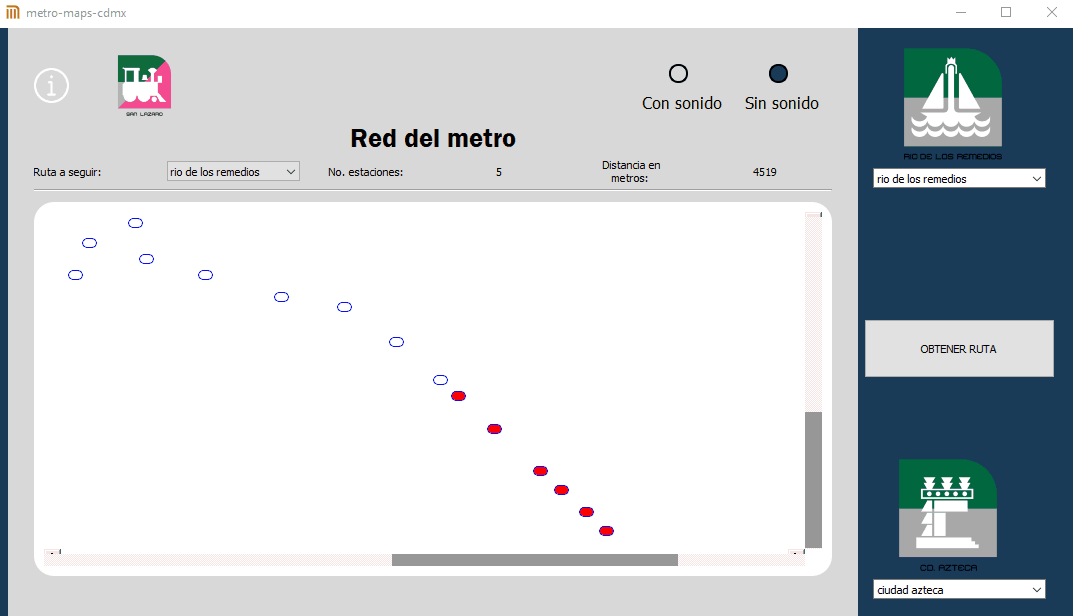 metro-maps-cdmx
SAN LAZARO
Con sonido
Sin sonido
Red del metro
Ruta a seguir:
rio de los remedios
No. estaciones:
5
Distancia en
metros:
4519
RIO DE LOS REMEDIOS
rio de los remedios
OBTENER RUTA
CD. AZTECA
ciudad azteca